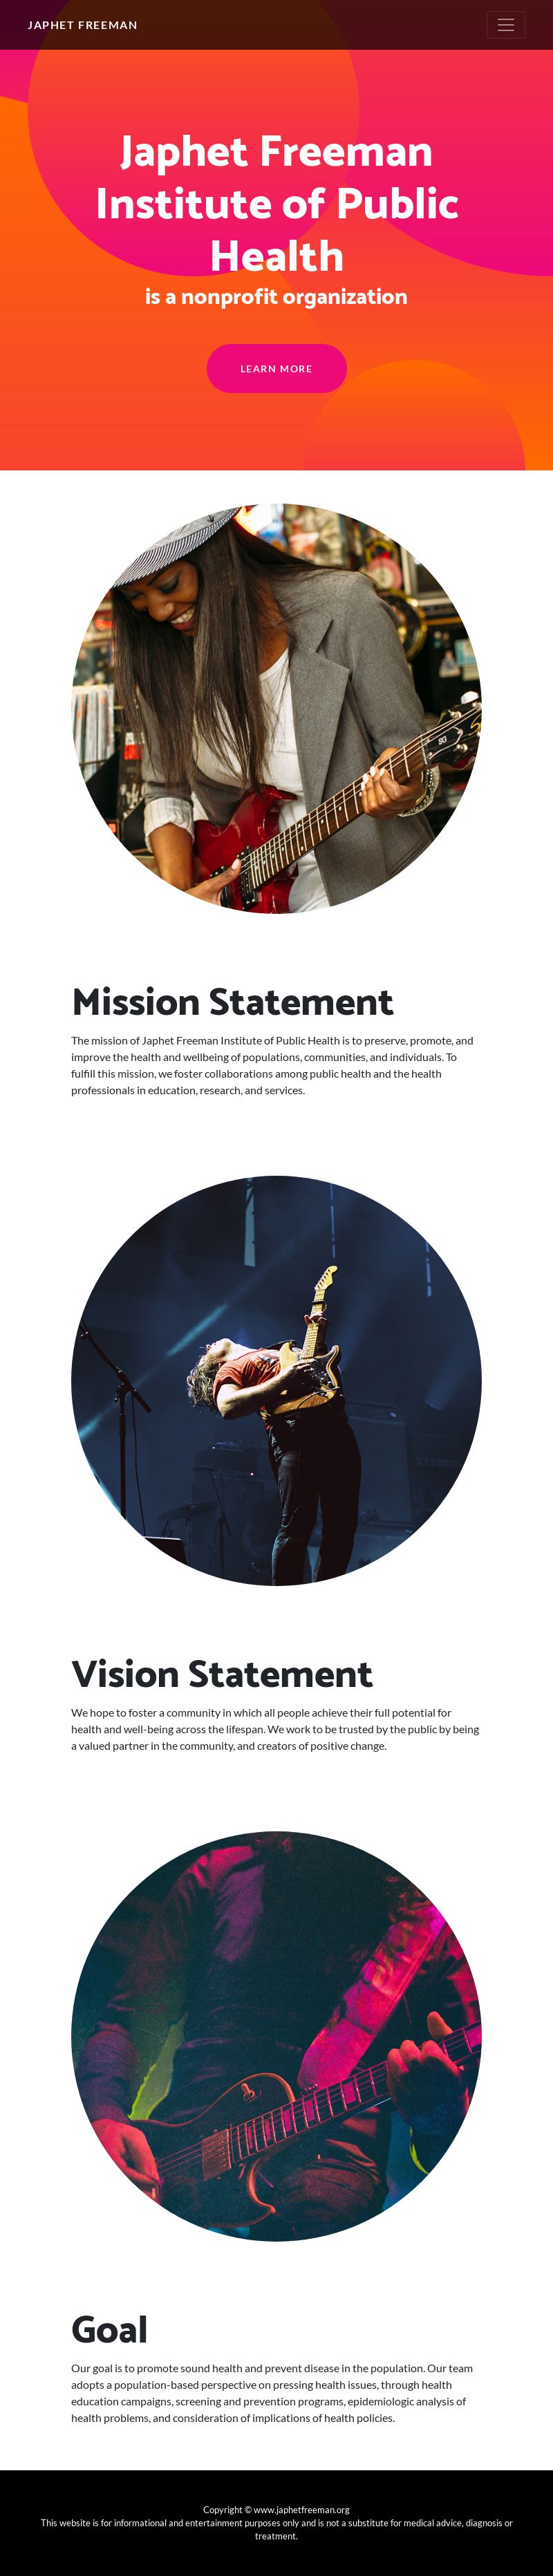 JAPHET FREEMAN
Japhet Freeman
Institute of Public
Health
is a nonprofit organization
LEARN MORE
SG
Mission Statement
The mission of Japhet Freeman Institute of Public Health is to preserve, promote, and
improve the health and wellbeing of populations, communities, and individuals. To
fulfill this mission, we foster collaborations among public health and the health
professionals in education, research, and services.
Vision Statement
We hope to foster a community in which all people achieve their full potential for
health and well-being across the lifespan. We work to be trusted by the public by being
a valued partner in the community, and creators of positive change.
Goal
Our goal is to promote sound health and prevent disease in the population. Our team
adopts a population-based perspective on pressing health issues, through health
education campaigns, screening and prevention programs, epidemiologic analysis of
health problems, and consideration of implications of health policies.
Copyright © www.japhetfreeman.org
This website is for informational and entertainment purposes only and is not a substitute for medical advice, diagnosis or
treatment.